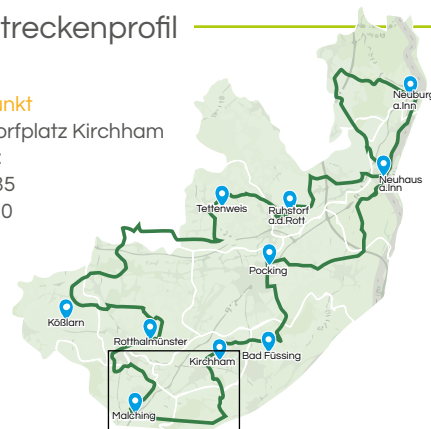 treckenprofil
nkt
orfplatz Kirchham
:
35
0
Neuburg
a.Inn
Neuhaus
a.Inn
Tettenweis
Ruhstorf
a.d.Rott
Pocking
Kößlarn
Rotthalmünster
Kirchham
Bad Füssing
Malching